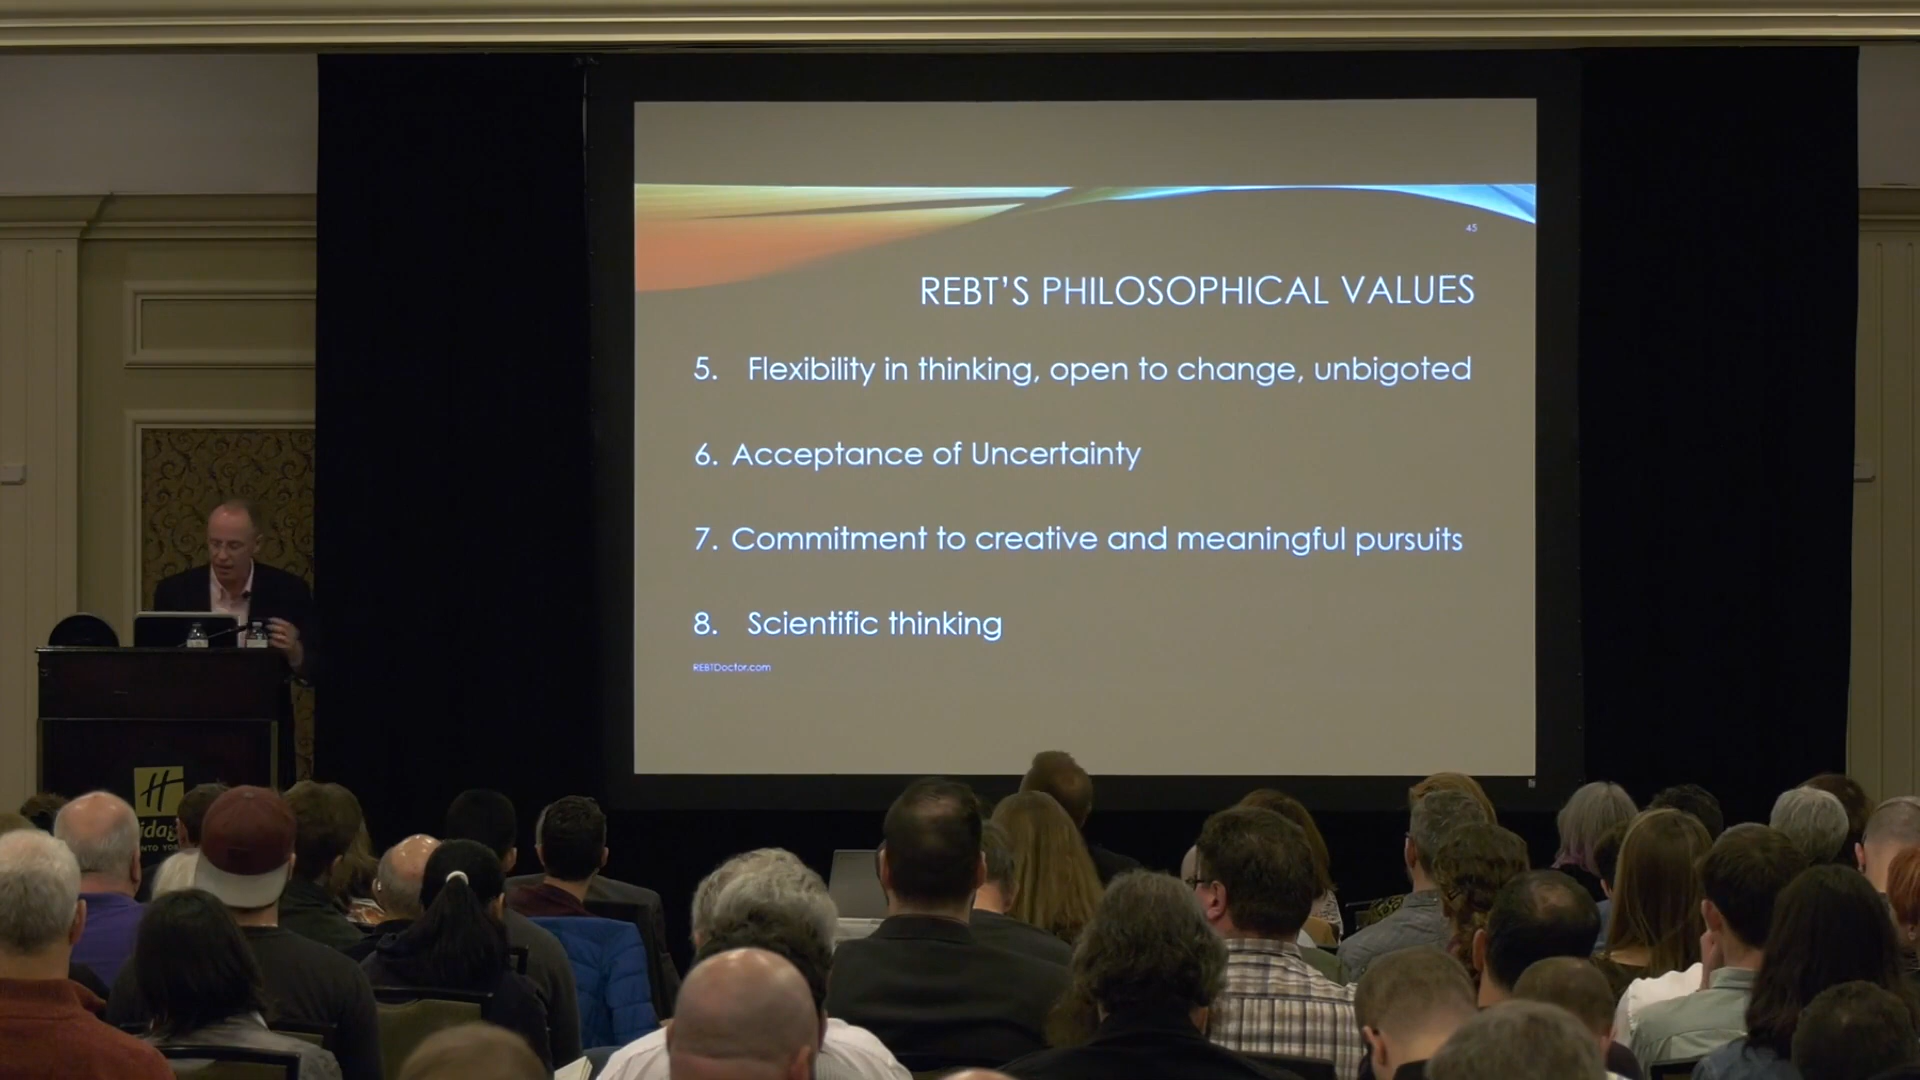 45
REBT'S PHILOSOPHICAL VALUES
5. Flexibility in thinking, open to change, unbigoted
6. Acceptance of Uncertainty
7. Commitment to creative and meaningful pursuits
8. Scientific thinking
REBTDoctor.com
H